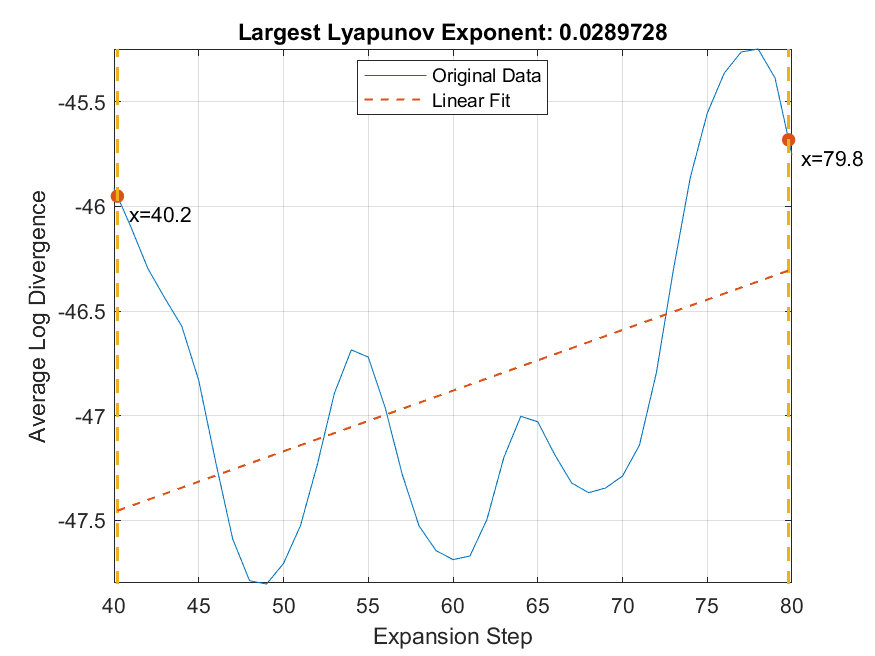 Largest Lyapunov Exponent: 0.0289728
Original Data
Linear Fit
-45.5
-46
-46.5
-47
-47.5
Average Log Divergence
x=40.2
x=79.8
40 45 50 55 60 65 70 75 80
Expansion Step